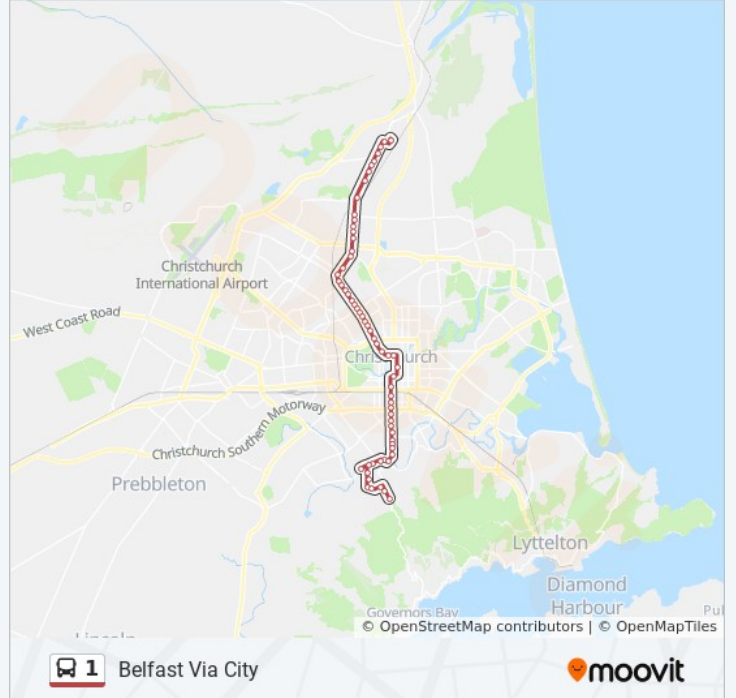 Christchurch
International Airport
West Coast Road
Christchurch
Christchurch Southern Motorway
Prebbleton
Lyttelton
Diamond
Harbour
Governors Bay
© OpenStreetMap contributors | © OpenMapTiles
1 Belfast Via City
moovit